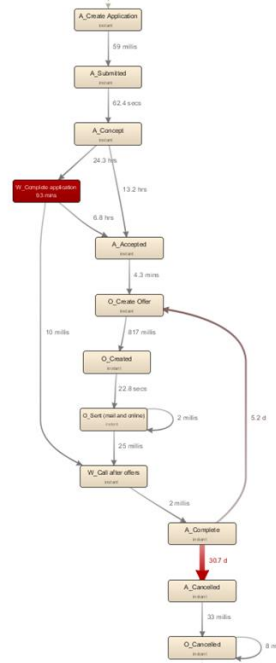 A_Create Application
instant
59 millis
A_Submitted
instant
62.4 secs
A_Concept
instant
24.3 hrs
W_Complete application
9.3 mins
13.2 hrs
6.8 hrs
A_Accepted
instant
4.3 mins
O_Create Offer
instant
10 millis
817 millis
5.2 d
O_Created
instant
22.8 secs
O_Sent (mail and online)
instant
2 millis
25 millis
W_Call after offers
instant
2 millis
A_Complete
instant
30.7 d
A_Cancelled
instant
33 millis
O_Cancelled
instant
8 m